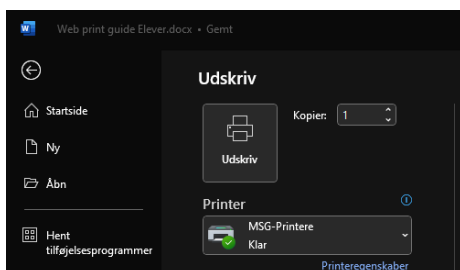 Web print guide Elever.docx • Gemt
Udskriv
Startside
Kopier: 1
Ny
Udskriv
Åbn
Printer
MSG-Printere
Klar
Hent
tilføjelsesprogrammer
Printeregenskaber